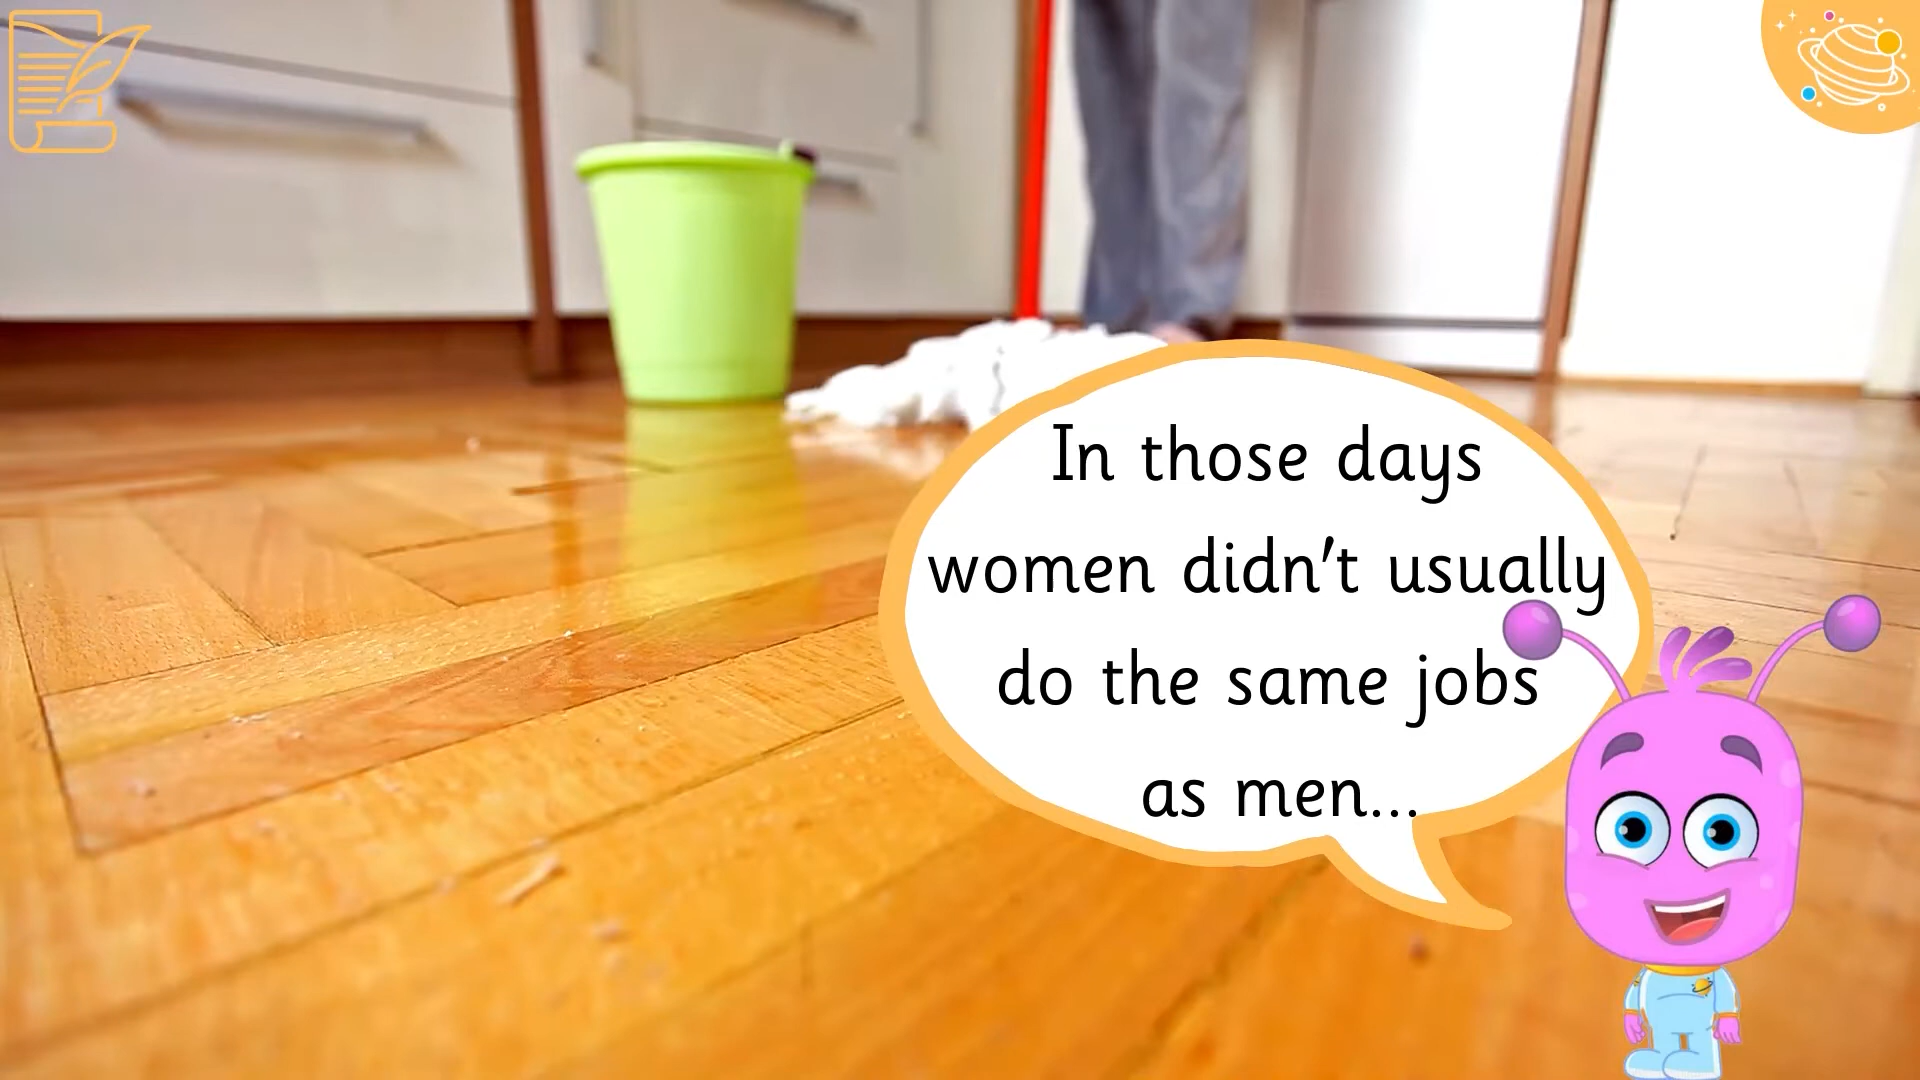 In those days
women didn't usually
do the same jobs
as men...